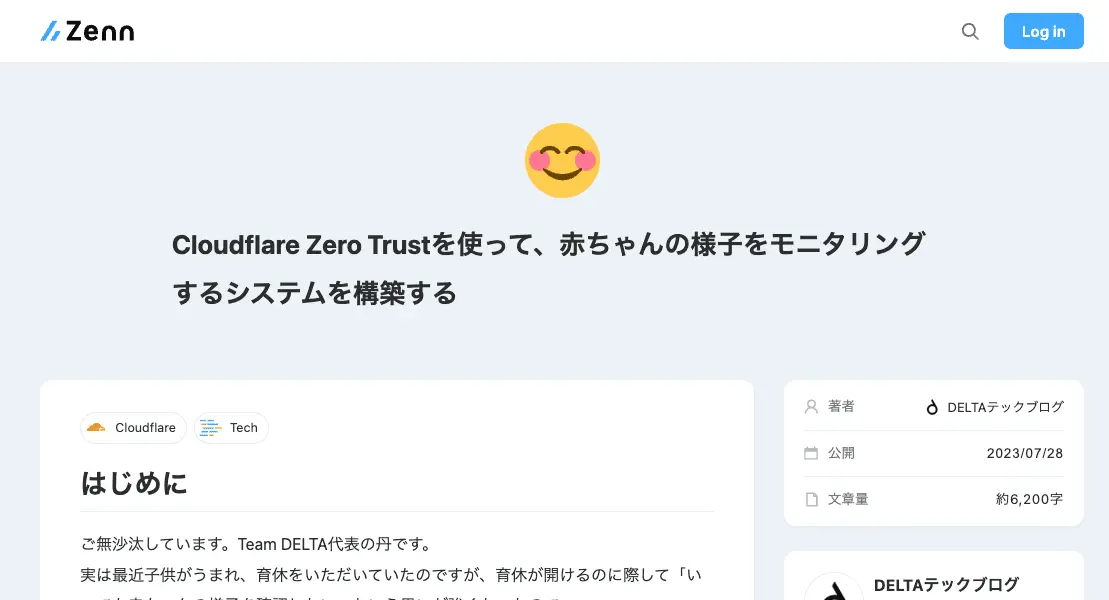 Zenn
Log in
Cloudflare Zero Trustを使って、赤ちゃんの様子をモニタリング
するシステムを構築する
Cloudflare
Tech
はじめに
ご無沙汰しています。Team DELTA代表の丹です。
実は最近子供がうまれ、育休をいただいていたのですが、育休が開けるのに際して「い
著者
DELTAテックブログ
公開
2023/07/28
文章量
約6,200字
DELTAテックブログ